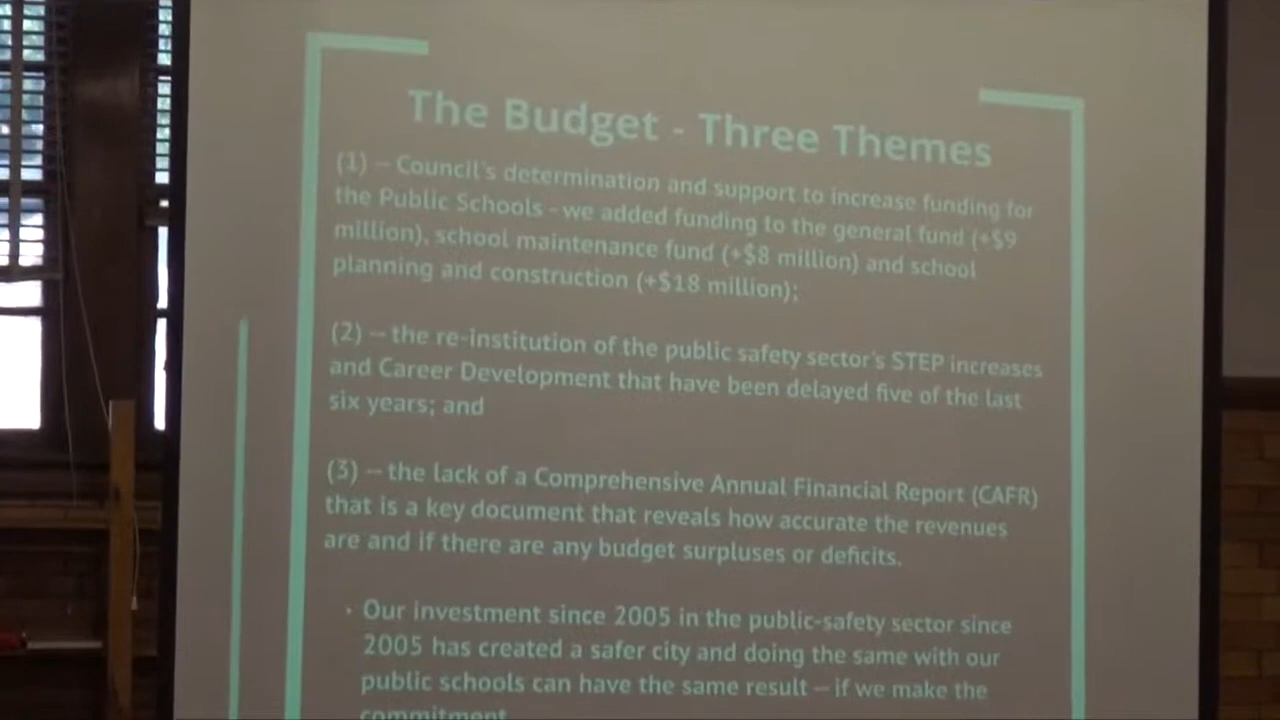 The Budget - Three Themes
(1) – Council's determination and support to increase funding for
the Public Schools - we added funding to the general fund (+$9
million), school maintenance fund (+$8 million) and school
planning and construction (+$18 million);
(2) – the re-institution of the public safety sector's STEP increases
and Career Development that have been delayed five of the last
six years; and
(3) – the lack of a Comprehensive Annual Financial Report (CAFR)
that is a key document that reveals how accurate the revenues
are and if there are any budget surpluses or deficits.
· Our investment since 2005 in the public-safety sector since
2005 has created a safer city and doing the same with our
public schools can have the same result – if we make the
commitment